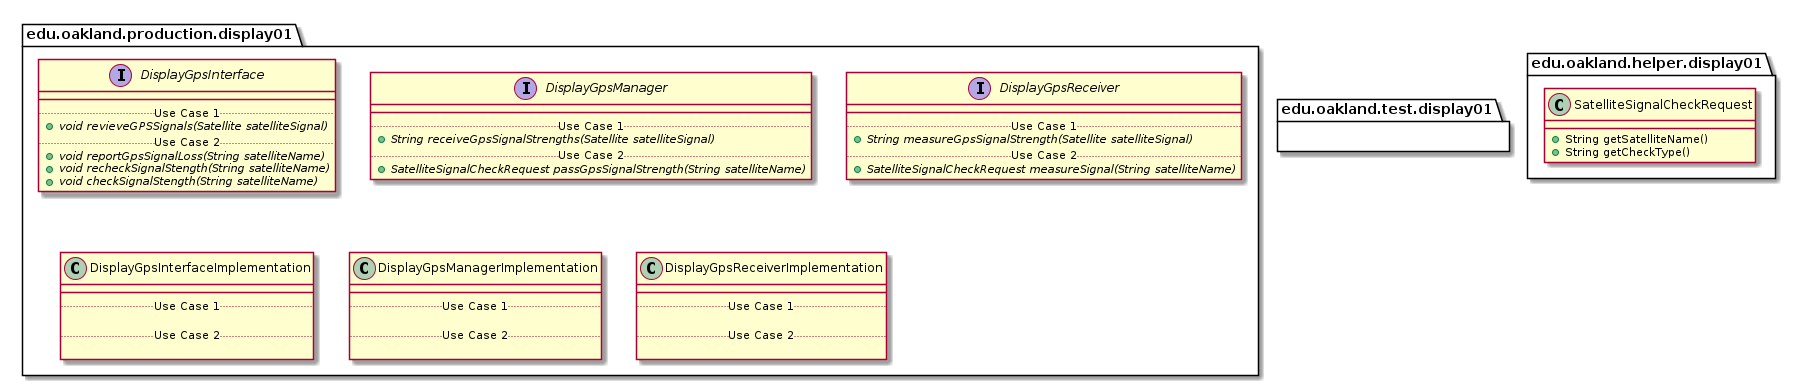 edu.oakland.production.display01
I DisplayGpsInterface
Use Case 1
void revieveGPSSignals(Satellite satelliteSignal)
Use Case 2
void reportGpsSignalLoss(String satelliteName)
void recheckSignalStength(String satelliteName)
void checkSignalStength(String satelliteName)
I DisplayGpsManager
Use Case 1
String receiveGpsSignalStrengths(Satellite satelliteSignal)
Use Case 2
SatelliteSignalCheckRequest passGpsSignalStrength(String satelliteName)
I DisplayGpsReceiver
Use Case 1
String measureGpsSignalStrength(Satellite satelliteSignal)
Use Case 2
SatelliteSignalCheckRequest measureSignal(String satelliteName)
C DisplayGpsInterfaceImplementation
Use Case 1
Use Case 2
C DisplayGpsManagerImplementation
Use Case 1
Use Case 2
C DisplayGpsReceiverImplementation
Use Case 1
Use Case 2
edu.oakland.test.display01
edu.oakland.helper.display01
C SatelliteSignalCheckRequest
String getSatelliteName()
String getCheckType()